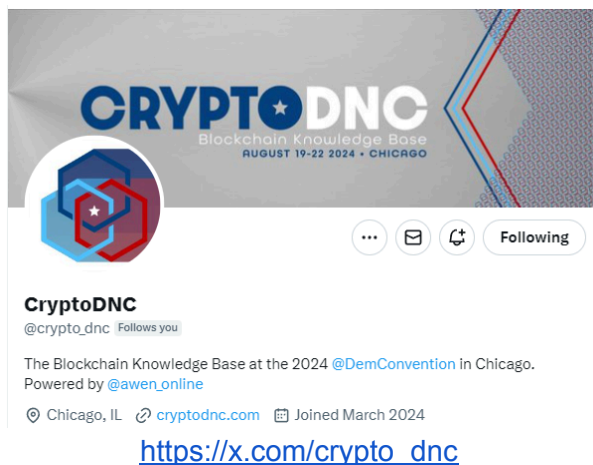 CRYPTODNC
Blockchain Knowledge Base
AUGUST 19-22 2024 • CHICAGO
Following
CryptoDNC
@crypto_dnc Follows you
The Blockchain Knowledge Base at the 2024 @DemConvention in Chicago.
Powered by @awen_online
Chicago, IL cryptodnc.com Joined March 2024
https://x.com/crypto_dnc